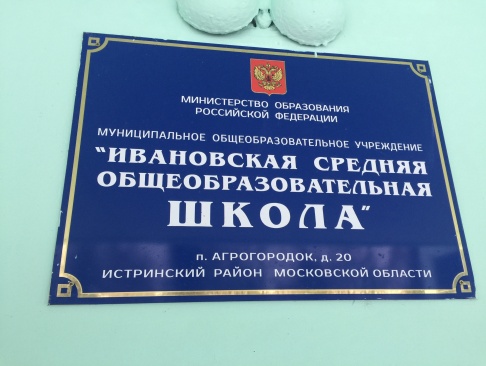 МИНИСТЕРСТВО ОБРАЗОВАНИЯ
РОССИЙСКОЙ ФЕДЕРАЦИИ
МУНИЦИПАЛЬНОЕ ОБЩЕОБРАЗОВАТЕЛЬНОЕ УЧРЕЖДЕНИЕ
"ИВАНОВСКАЯ СРЕДНЯЯ
ОБЩЕОБРАЗОВАТЕЛЬНАЯ
ШКОЛА"
п. АГРОГОРОДОК, д. 20
ИСТРИНСКИЙ РАЙОН МОСКОВСКОЙ ОБЛАСТИ